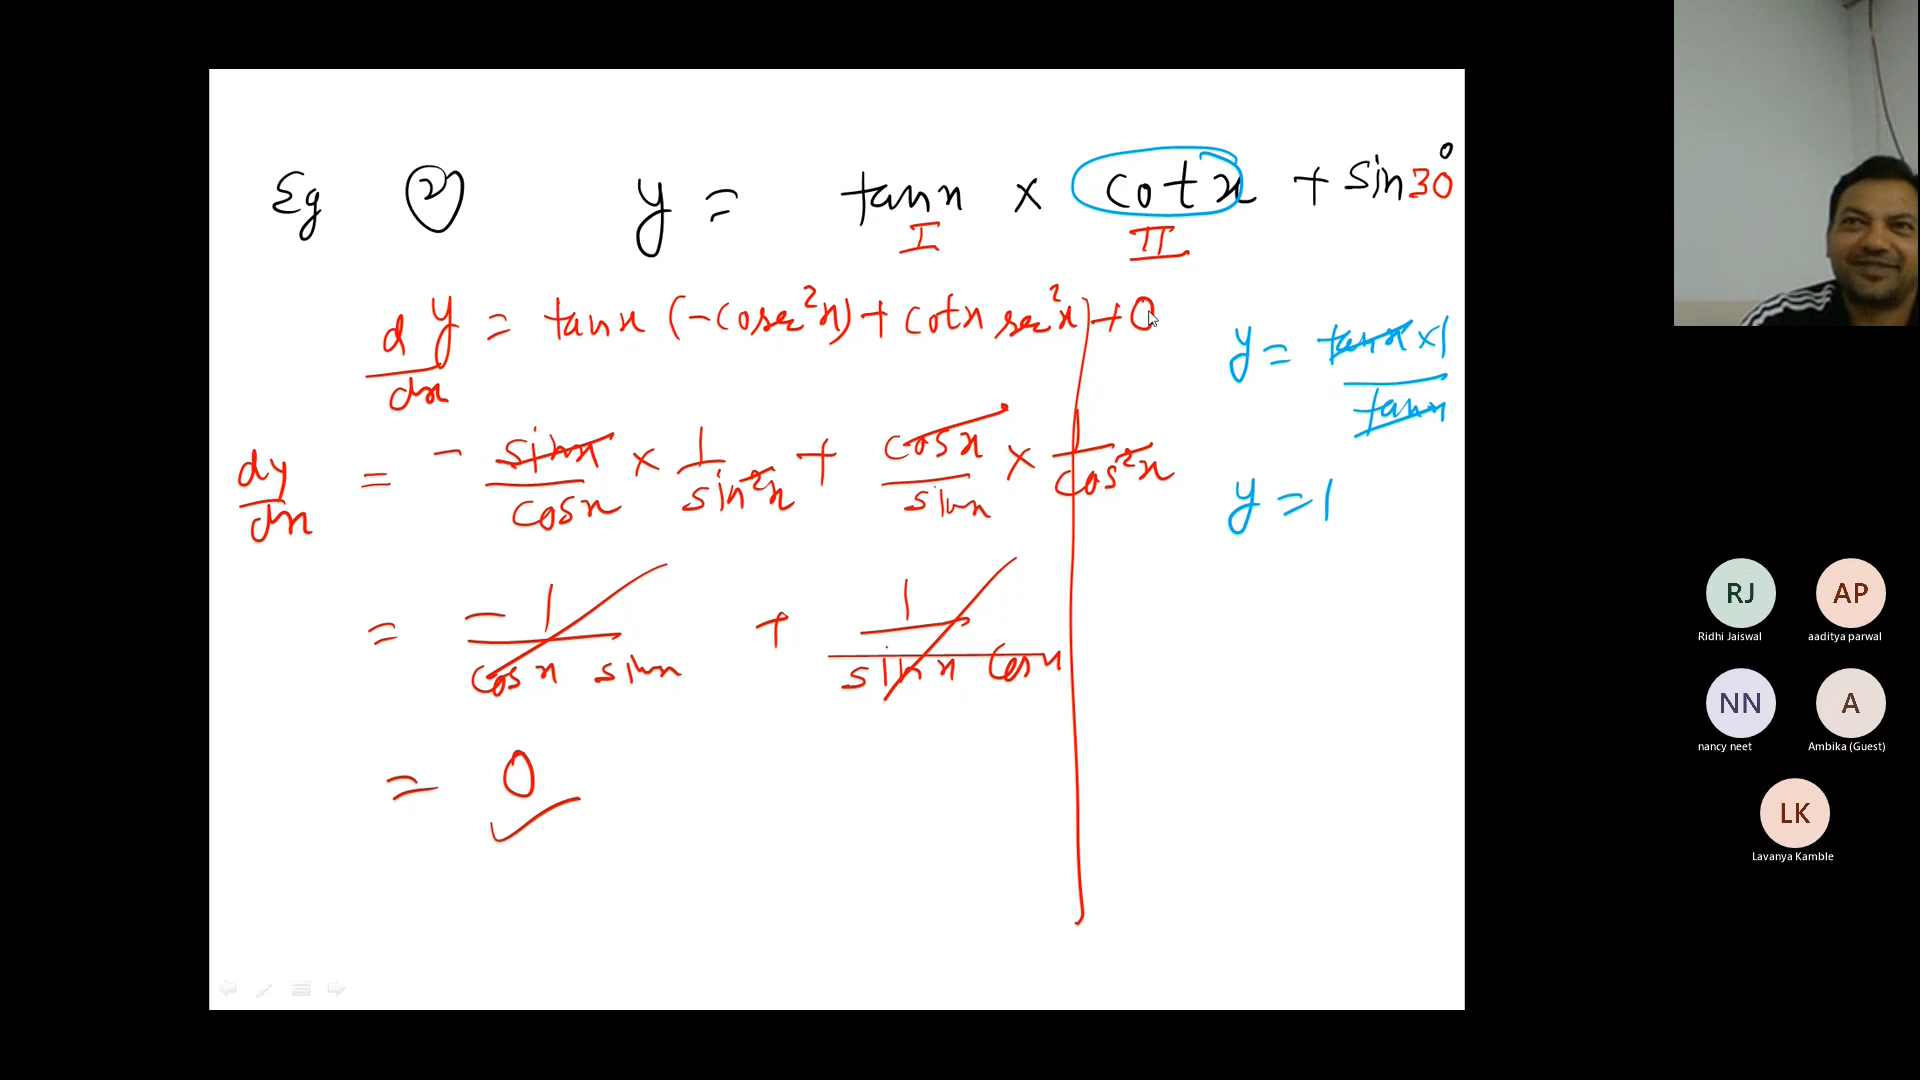 Eg ② y = tan x × cot x + sin 30°
I II
dy/dx = tan x (-cosec²x) + cot x sec²x + 0
dy/dx = - sin x/cos x × 1/sin²x + cos x/sin x × 1/cos²x
= -1/cos x sin x + 1/sin x cos x
= 0
y = tan x × 1/tan x
y = 1
RJ
Ridhi Jaiswal
AP
aaditya parwal
NN
nancy neet
A
Ambika (Guest)
LK
Lavanya Kamble